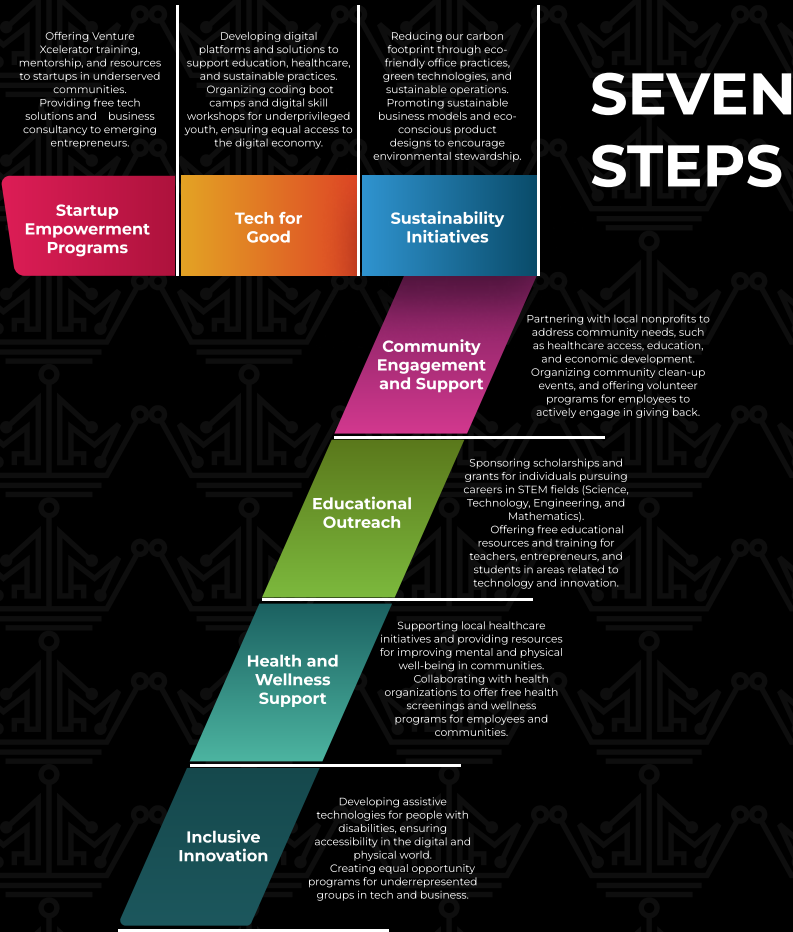 Offering Venture
Xcelerator training,
mentorship, and resources
to startups in underserved
communities.
Providing free tech
solutions and business
consultancy to emerging
entrepreneurs.
Developing digital
platforms and solutions to
support education, healthcare,
and sustainable practices.
Organizing coding boot
camps and digital skill
workshops for underprivileged
youth, ensuring equal access to
the digital economy.
Reducing our carbon
footprint through eco-
friendly office practices,
green technologies, and
sustainable operations.
Promoting sustainable
business models and eco-
conscious product
designs to encourage
environmental stewardship.
SEVEN
STEPS
Startup
Empowerment
Programs
Tech for
Good
Sustainability
Initiatives
Community
Engagement
and Support
Partnering with local nonprofits to
address community needs, such
as healthcare access, education,
and economic development.
Organizing community clean-up
events, and offering volunteer
programs for employees to
actively engage in giving back.
Educational
Outreach
Sponsoring scholarships and
grants for individuals pursuing
careers in STEM fields (Science,
Technology, Engineering, and
Mathematics).
Offering free educational
resources and training for
teachers, entrepreneurs, and
students in areas related to
technology and innovation.
Health and
Wellness
Support
Supporting local healthcare
initiatives and providing resources
for improving mental and physical
well-being in communities.
Collaborating with health
organizations to offer free health
screenings and wellness
programs for employees and
communities.
Inclusive
Innovation
Developing assistive
technologies for people with
disabilities, ensuring
accessibility in the digital and
physical world.
Creating equal opportunity
programs for underrepresented
groups in tech and business.